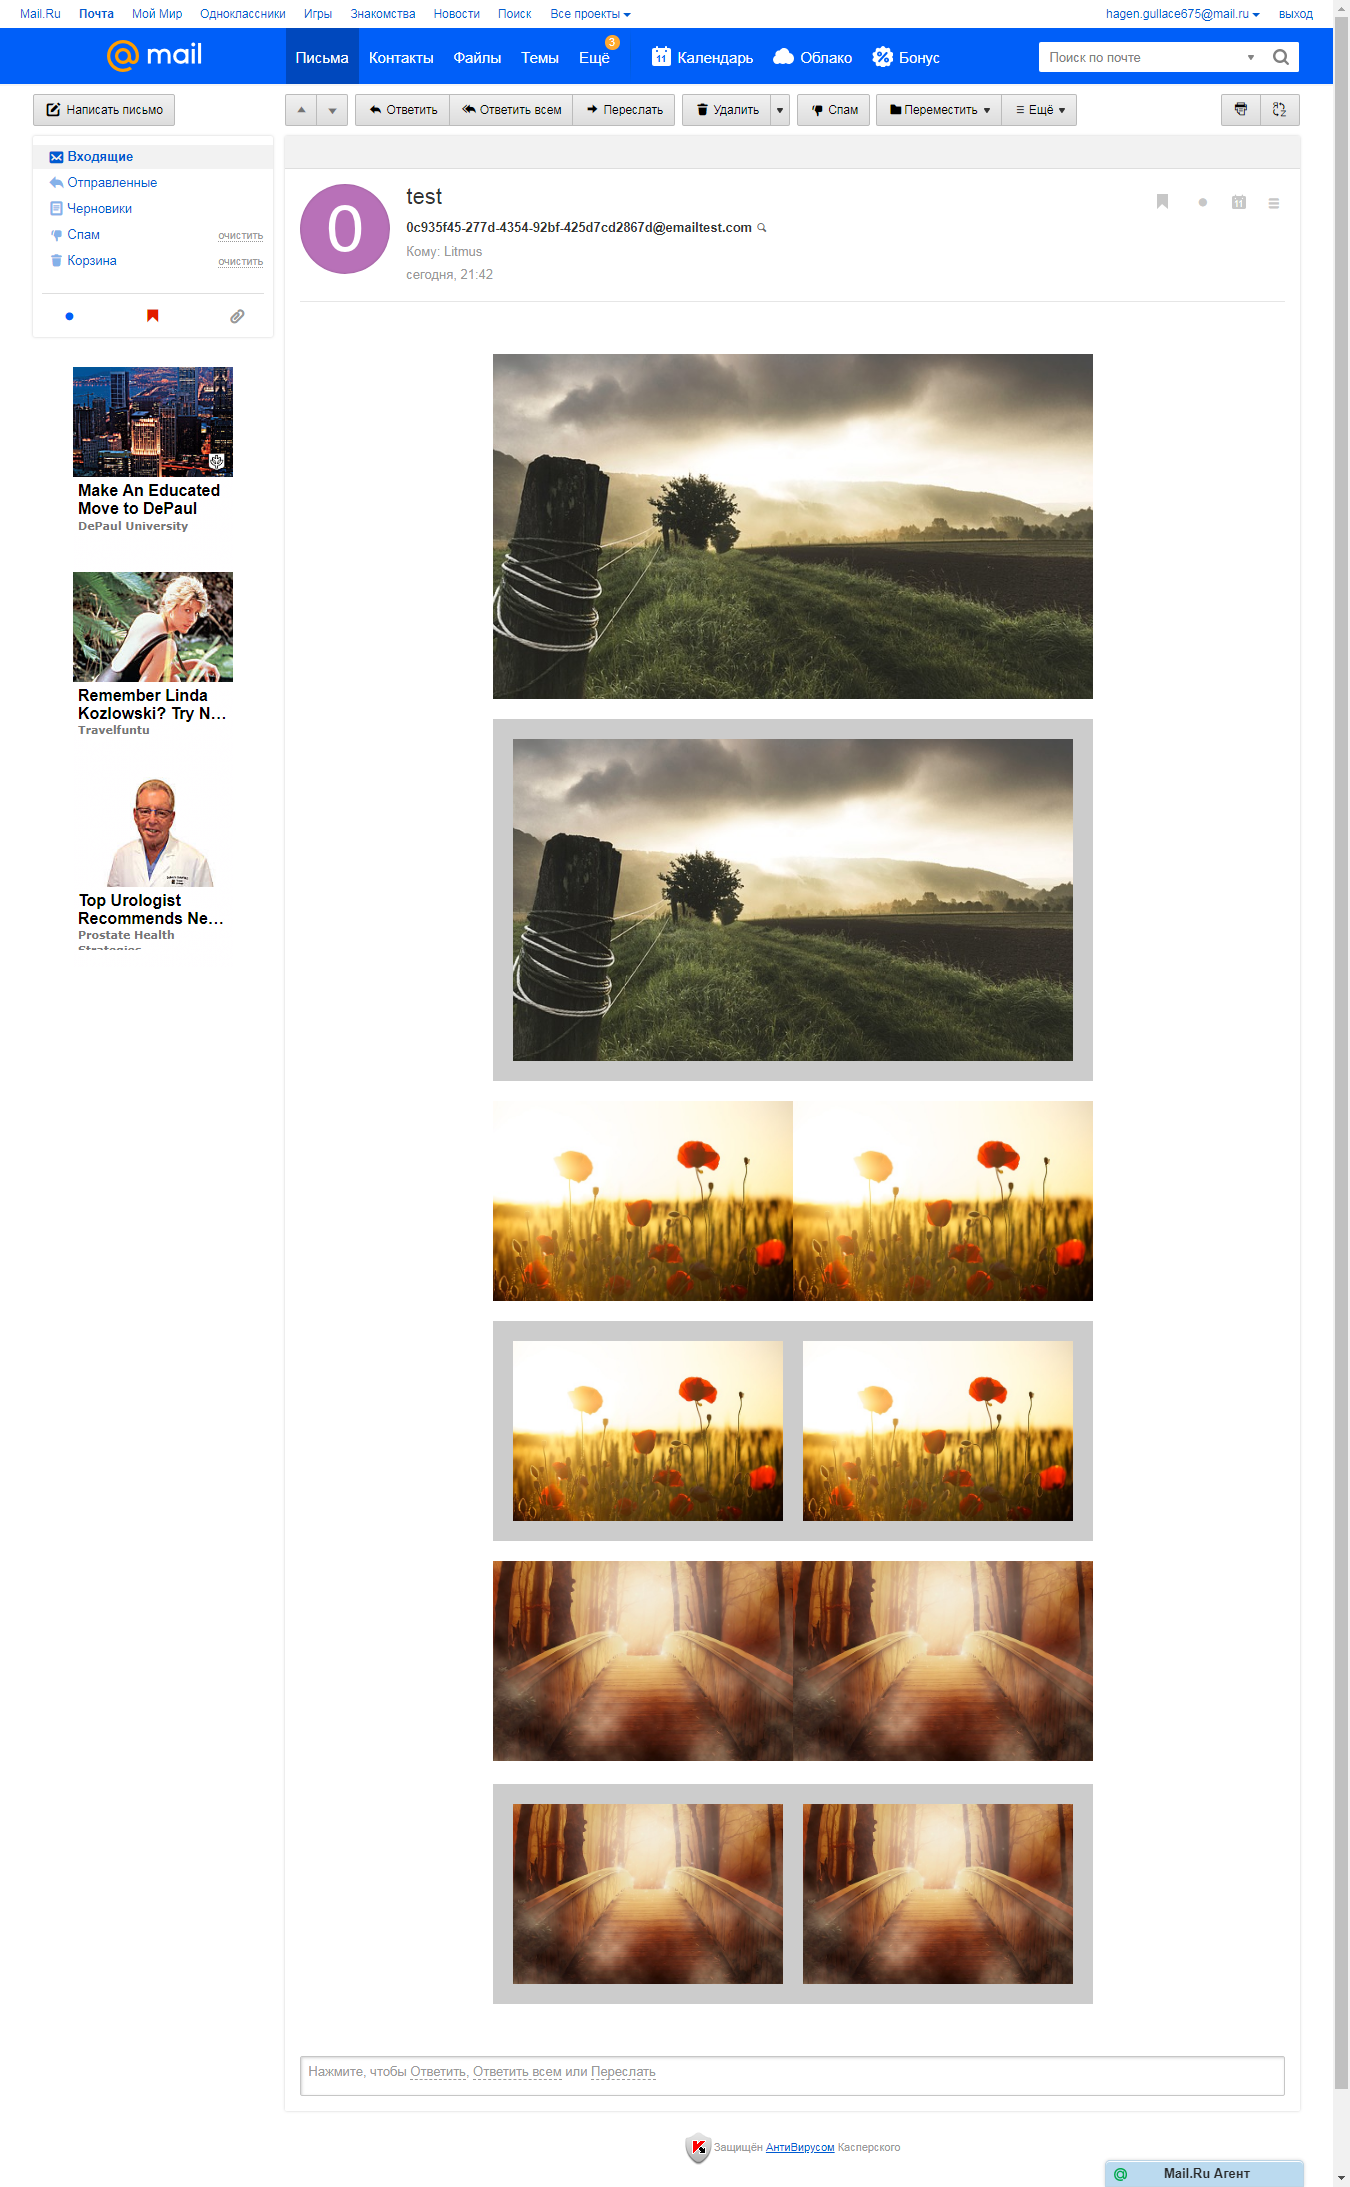 Mail.Ru Почта Мой Мир Одноклассники Игры Знакомства Новости Поиск Все проекты hagen.gullace675@mail.ru выход
@mail Письма Контакты Файлы Темы Ещё 3 11 Календарь Облако Бонус Поиск по почте
Написать письмо Ответить Ответить всем Переслать Удалить Спам Переместить Ещё
Входящие
Отправленные
Черновики
Спам очистить
Корзина очистить
0
test
0c935f45-277d-4354-92bf-425d7cd2867d@emailtest.com
Кому: Litmus
сегодня, 21:42
11
Make An Educated
Move to DePaul
DePaul University
Remember Linda
Kozlowski? Try N...
Travelfuntu
Top Urologist
Recommends Ne...
Prostate Health
Strategies
Нажмите, чтобы Ответить, Ответить всем или Переслать
Защищён АнтиВирусом Касперского
@ Mail.Ru Агент